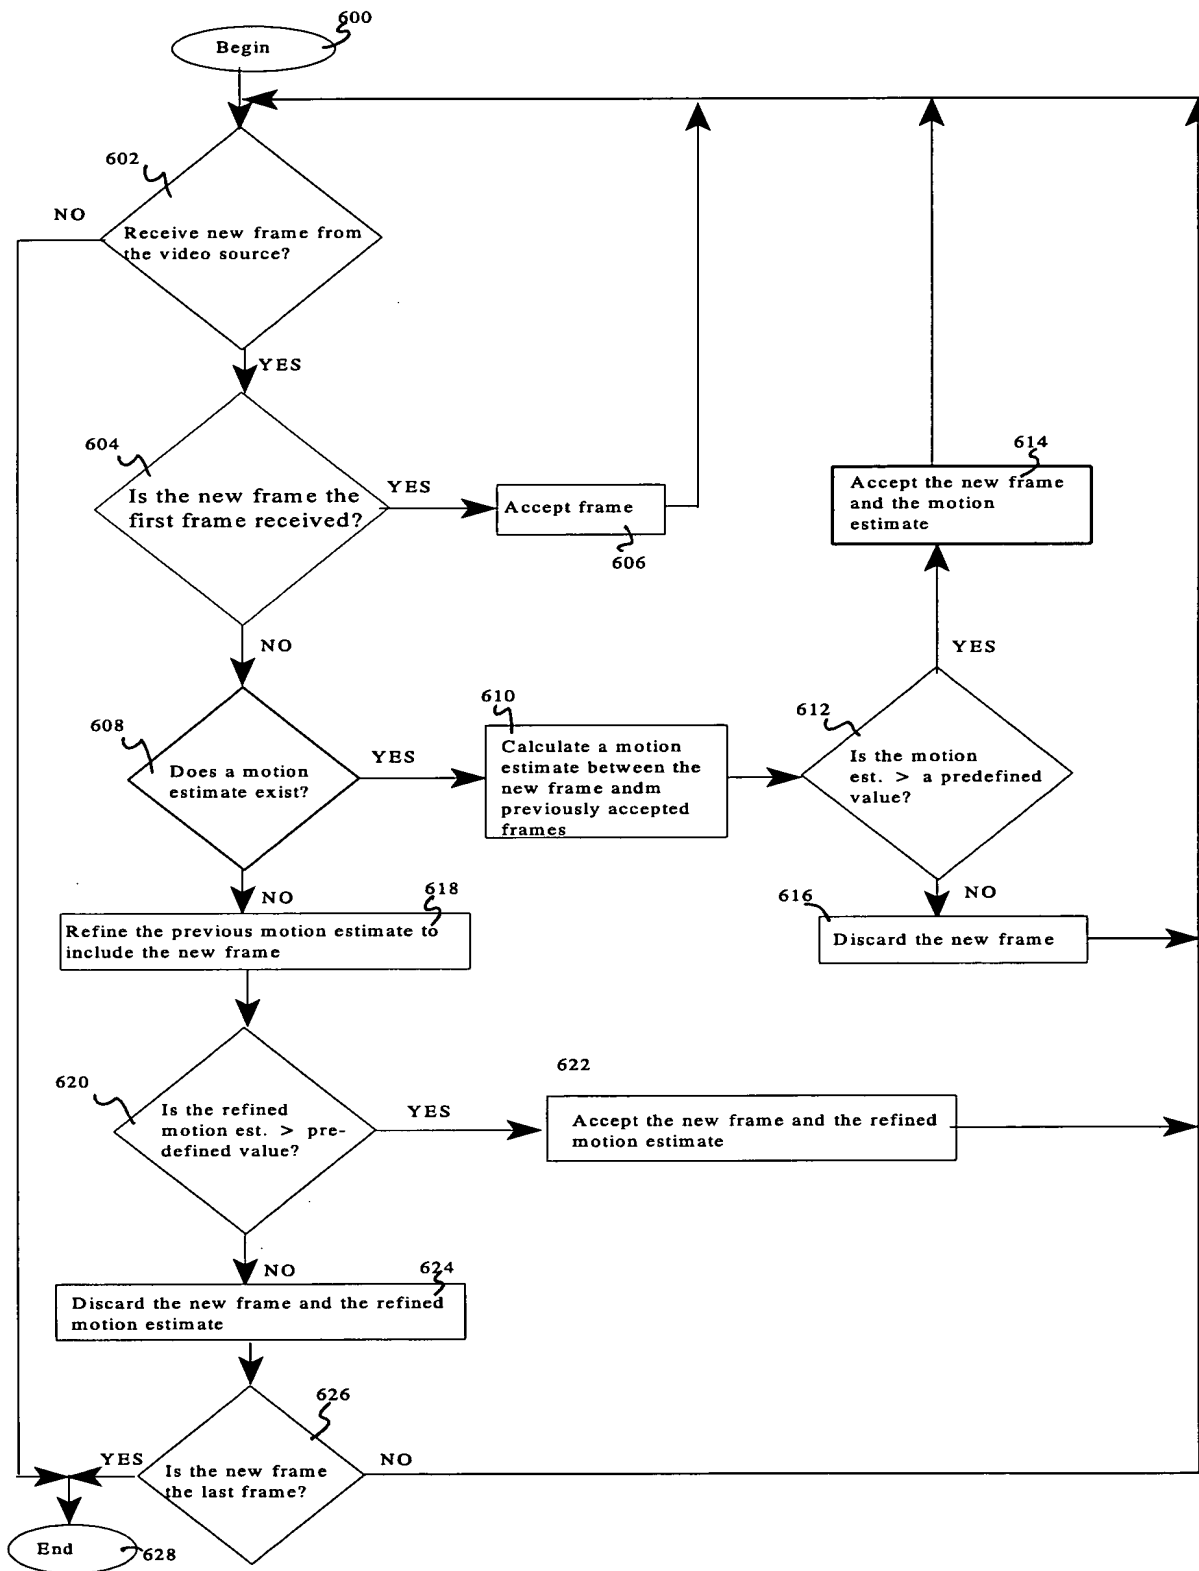 600
Begin
602
NO
Receive new frame from
the video source?
YES
604
Is the new frame the
first frame received?
YES
Accept frame
606
614
Accept the new frame
and the motion
estimate
NO
YES
608
Does a motion
estimate exist?
YES
610
Calculate a motion
estimate between the
new frame andm
previously accepted
frames
612
Is the motion
est. > a predefined
value?
NO
618
Refine the previous motion estimate to
include the new frame
NO
616
Discard the new frame
620
Is the refined
motion est. > pre-
defined value?
YES
622
Accept the new frame and the refined
motion estimate
NO
624
Discard the new frame and the refined
motion estimate
626
YES
Is the new frame
the last frame?
NO
End
628